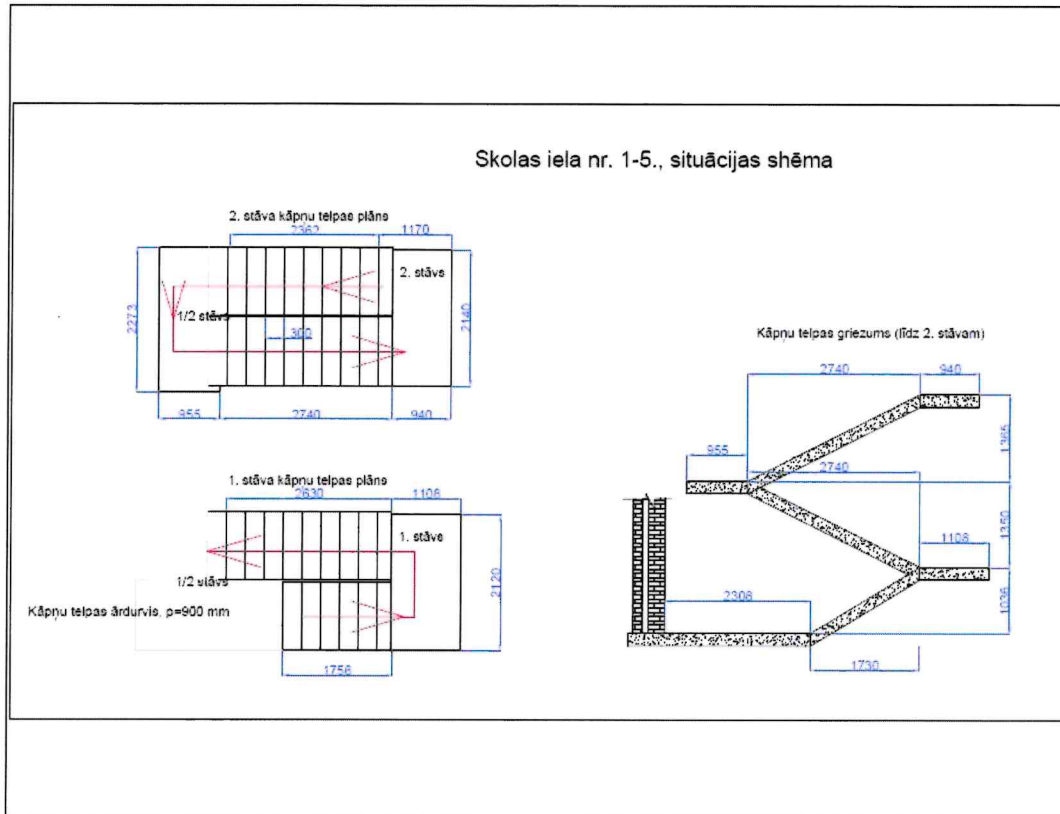 Skolas iela nr. 1-5., situācijas shēma
2. stāva kāpņu telpas plāns
2362
1170
2. stāvs
1/2 stāvs
300
2273
2140
955
2740
940
1. stāva kāpņu telpas plāns
2630
1108
1. stāvs
1/2 stāvs
2120
Kāpņu telpas ārdurvis, p=900 mm
1756
Kāpņu telpas griezums (līdz 2. stāvam)
2740
940
1365
955
2740
1350
1108
2308
1036
1730